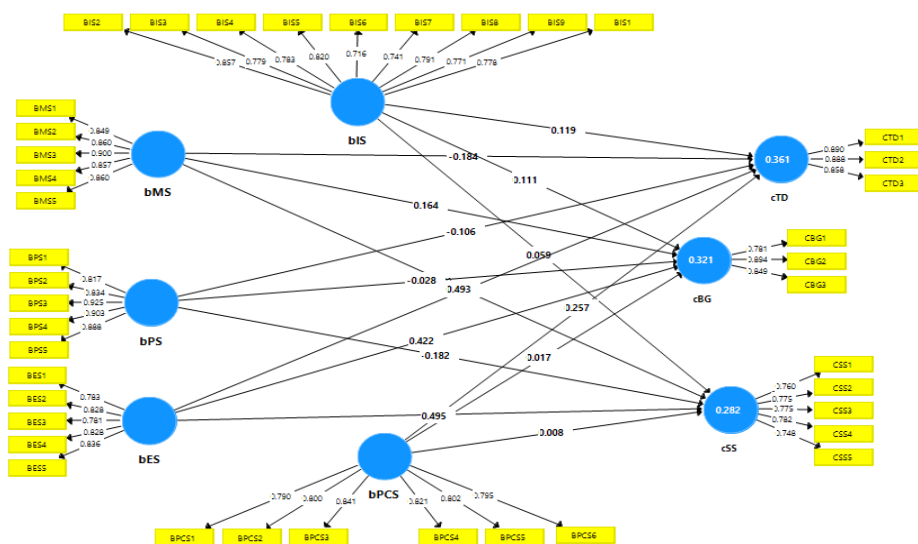 BIS2 BIS3 BIS4 BIS5 BIS6 BIS7 BIS8 BIS9 BIS1
0.857 0.779 0.783 0.820 0.716 0.741 0.791 0.771 0.778
bIS
BMS1
BMS2
BMS3
BMS4
BMS5
0.849
0.860
0.900
0.857
0.860
bMS
0.119
-0.184
0.111
0.164
-0.106
0.059
-0.028
0.493
0.257
0.422
-0.182
0.017
0.495
0.008
0.361
cTD
0.890
0.888
0.858
CTD1
CTD2
CTD3
0.321
cBG
0.781
0.894
0.849
CBG1
CBG2
CBG3
BPS1
BPS2
BPS3
BPS4
BPS5
0.817
0.834
0.925
0.903
0.888
bPS
BES1
BES2
BES3
BES4
BES5
0.783
0.828
0.781
0.828
0.836
bES
0.282
cSS
0.760
0.775
0.775
0.782
0.748
CSS1
CSS2
CSS3
CSS4
CSS5
bPCS
0.790 0.800 0.841 0.821 0.802 0.795
BPCS1 BPCS2 BPCS3 BPCS4 BPCS5 BPCS6